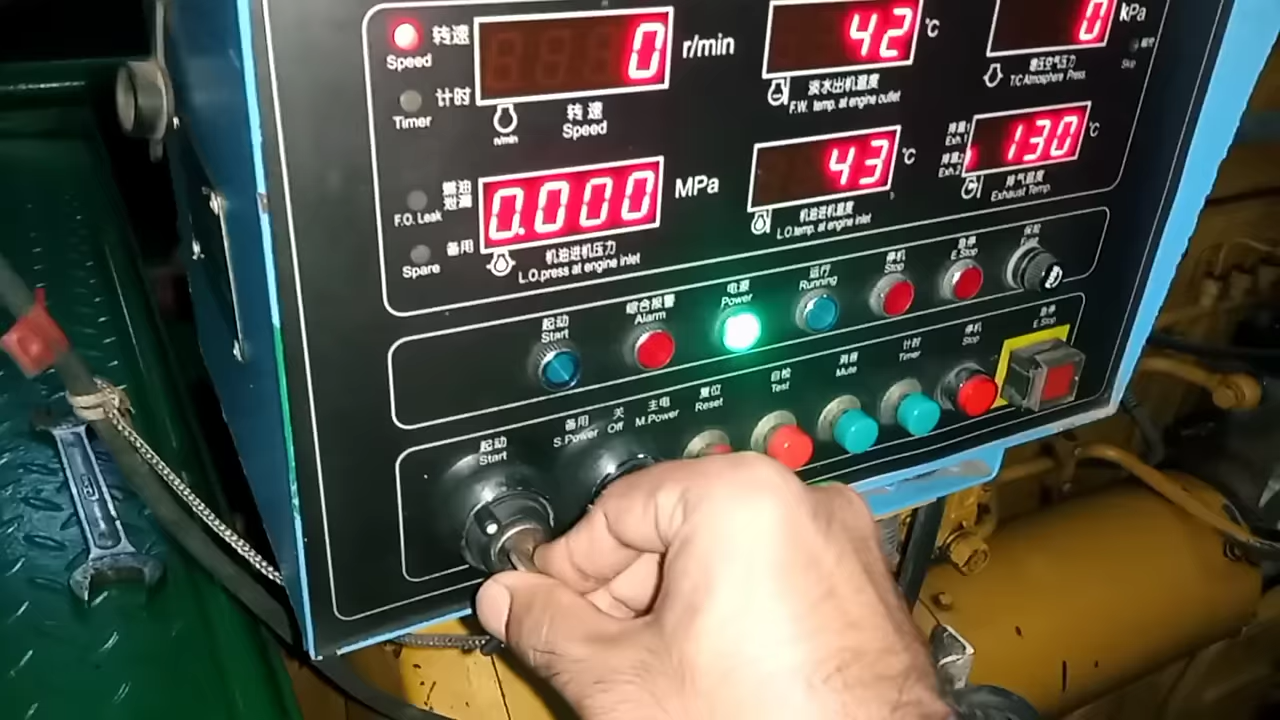 转速
Speed
0
r/min
转速
Speed
r/min
计时
Timer
燃油
泄漏
F.O. Leak
备用
Spare
0.000
MPa
机油进机压力
L.O.press at engine inlet
42
℃
淡水出机温度
F.W. temp. at engine outlet
43
℃
机油进机温度
L.O.temp. at engine inlet
0
kPa
增压空气压力
T/C Atmosphere Press
Skip
排温1
Exh.1
排温2
Exh.2
130
℃
排气温度
Exhaust Temp.
起动
Start
综合报警
Alarm
电源
Power
运行
Running
停机
Stop
急停
E.Stop
保险
Fuse
起动
Start
备用
S.Power
关
Off
主电
M.Power
复位
Reset
自检
Test
消音
Mute
计时
Timer
停机
Stop
急停
E.Stop